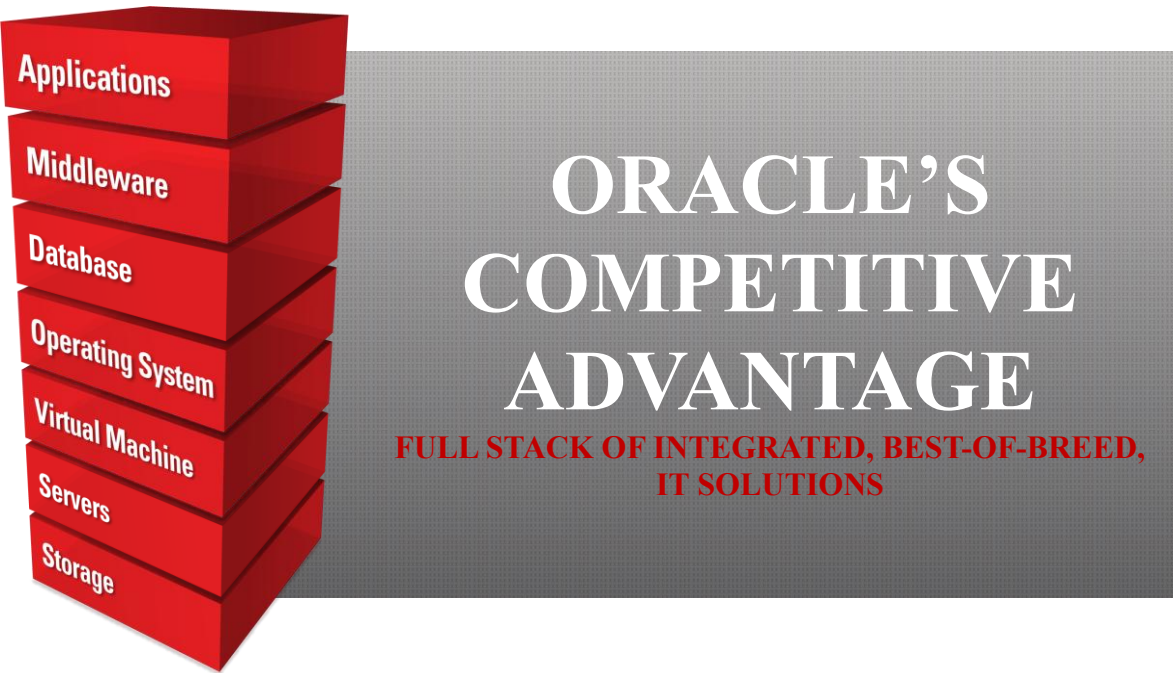 Applications
Middleware
Database
Operating System
Virtual Machine
Servers
Storage
ORACLE’S
COMPETITIVE
ADVANTAGE
FULL STACK OF INTEGRATED, BEST-OF-BREED,
IT SOLUTIONS